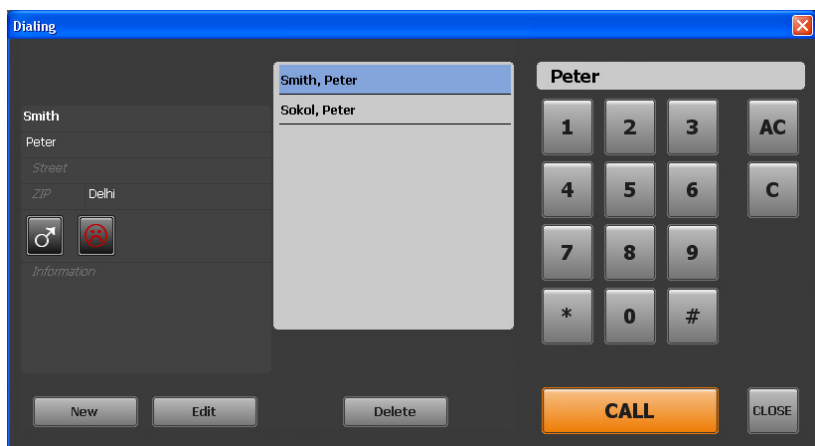 Dialing
Smith
Peter
Street
ZIP Delhi
Information
New Edit Delete
Smith, Peter
Sokol, Peter
Peter
1 2 3 AC
4 5 6 C
7 8 9
* 0 #
CALL CLOSE